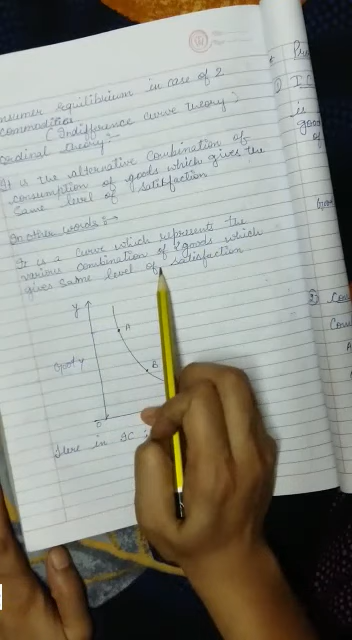 Consumer equilibrium in case of 2
commodities
(Indifference curve theory)
ordinal theory :-
It is the alternative combination of
consumption of goods which gives the
same level of satisfaction
In other words :→
It is a curve which represent the
various combination of goods which
gives same level of satisfaction
y
A
Good y
B
O
Here in IC